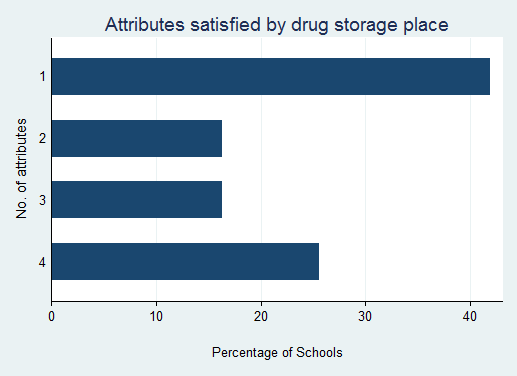 Attributes satisfied by drug storage place
No. of attributes
1
2
3
4
0 10 20 30 40
Percentage of Schools